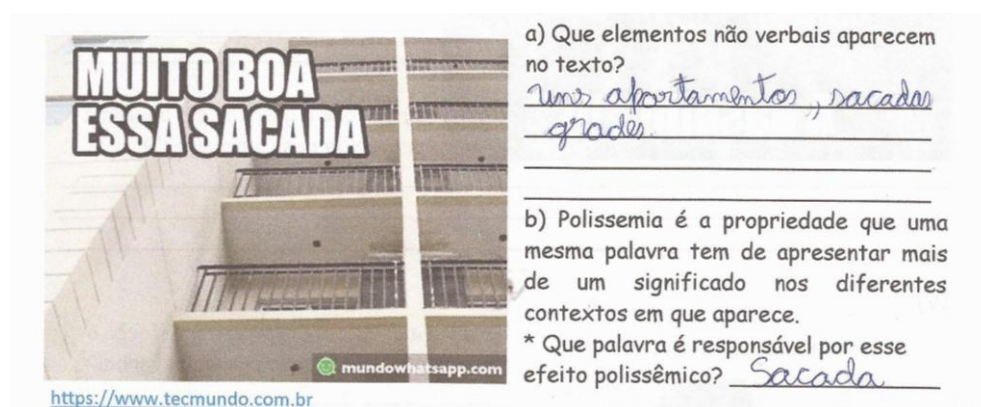 MUITO BOA
ESSA SACADA
mundowhatsapp.com
https://www.tecmundo.com.br
a) Que elementos não verbais aparecem
no texto?
uns apartamentos, sacadas
grades.
b) Polissemia é a propriedade que uma
mesma palavra tem de apresentar mais
de um significado nos diferentes
contextos em que aparece.
* Que palavra é responsável por esse
efeito polissêmico? Sacada